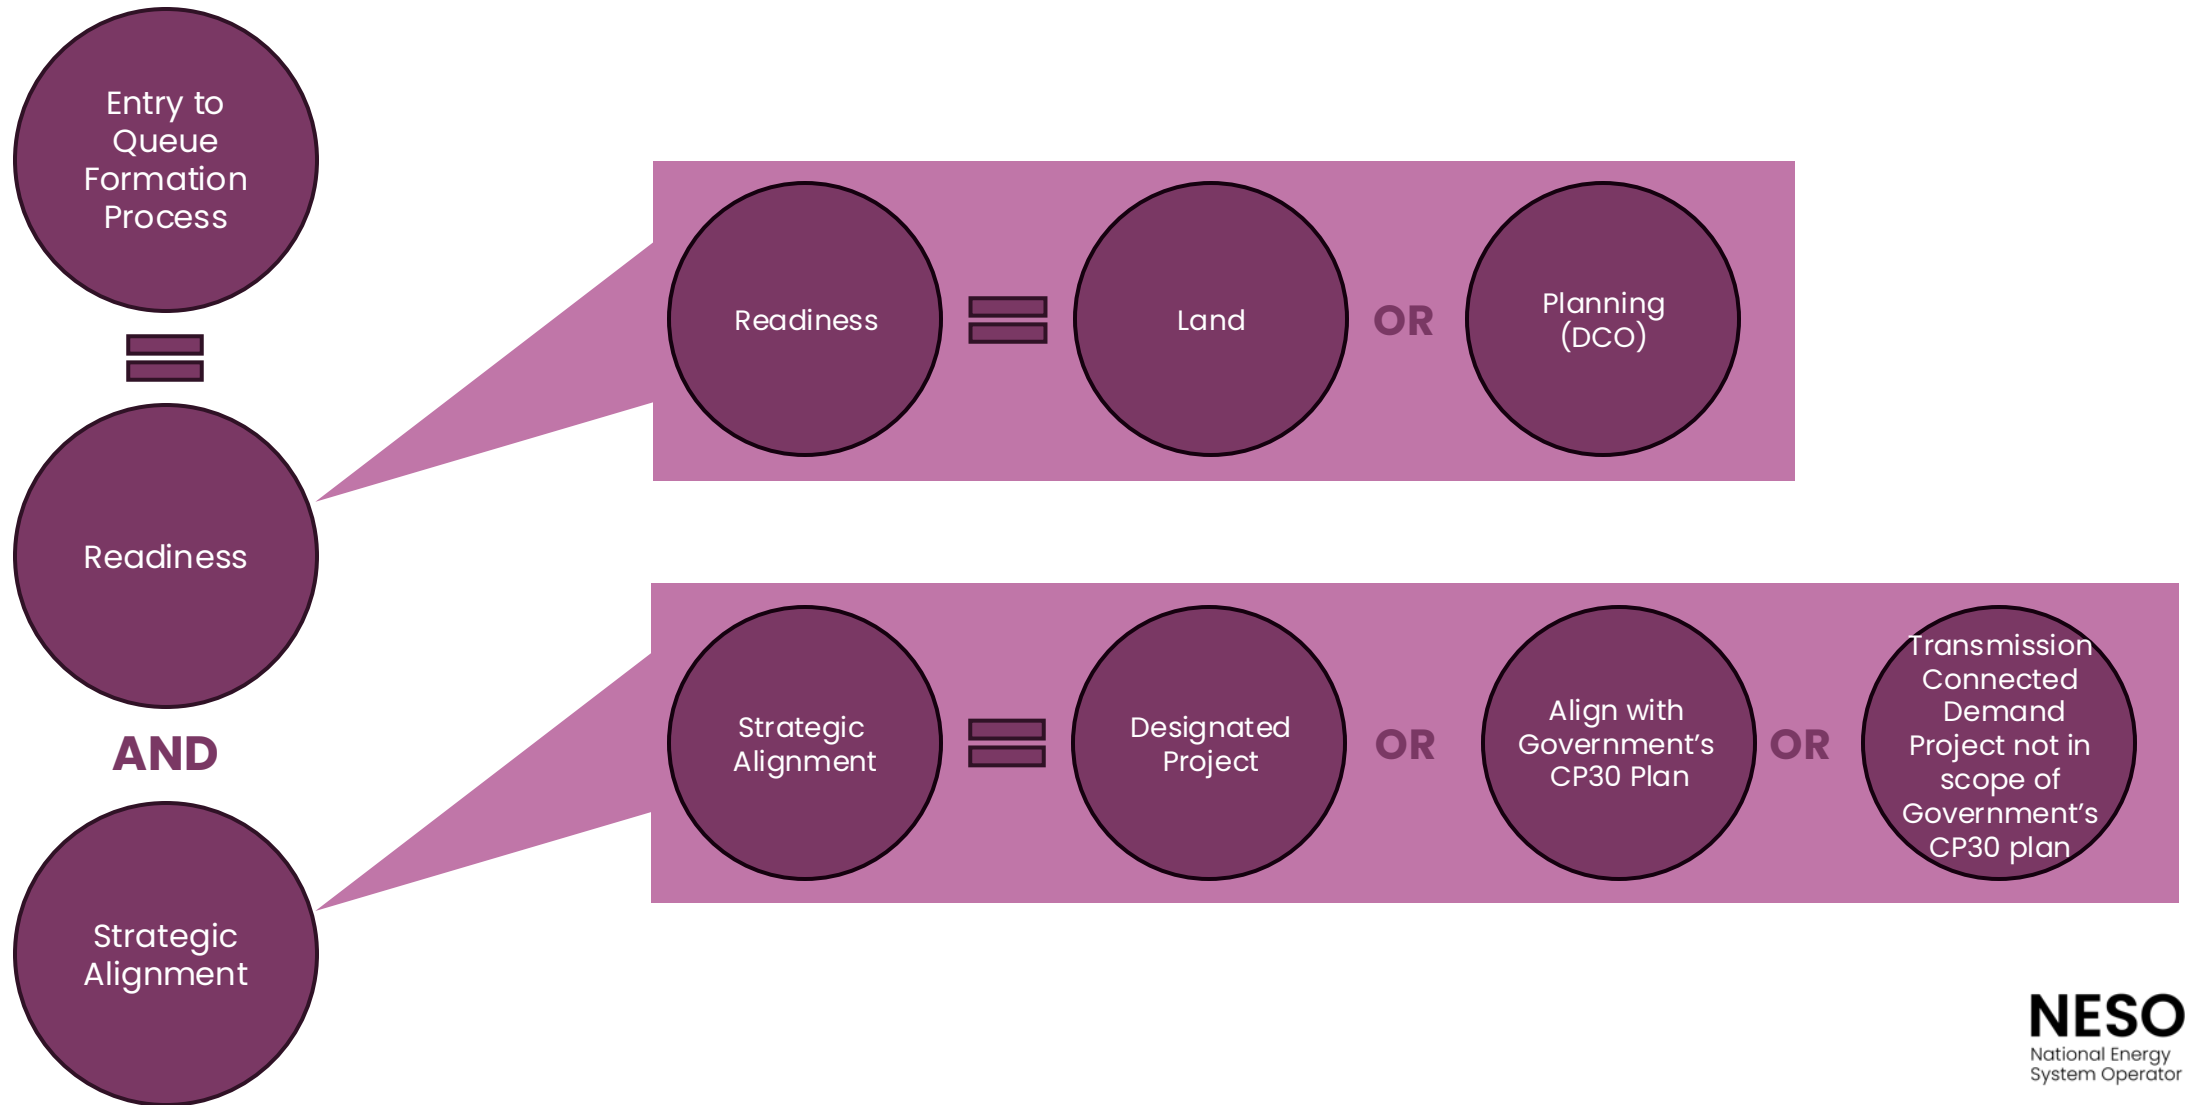 Entry to
Queue
Formation
Process
Readiness
AND
Strategic
Alignment
Readiness
Land
OR
Planning
(DCO)
Strategic
Alignment
Designated
Project
OR
Align with
Government’s
CP30 Plan
OR
Transmission
Connected
Demand
Project not in
scope of
Government’s
CP30 plan
NESO
National Energy
System Operator